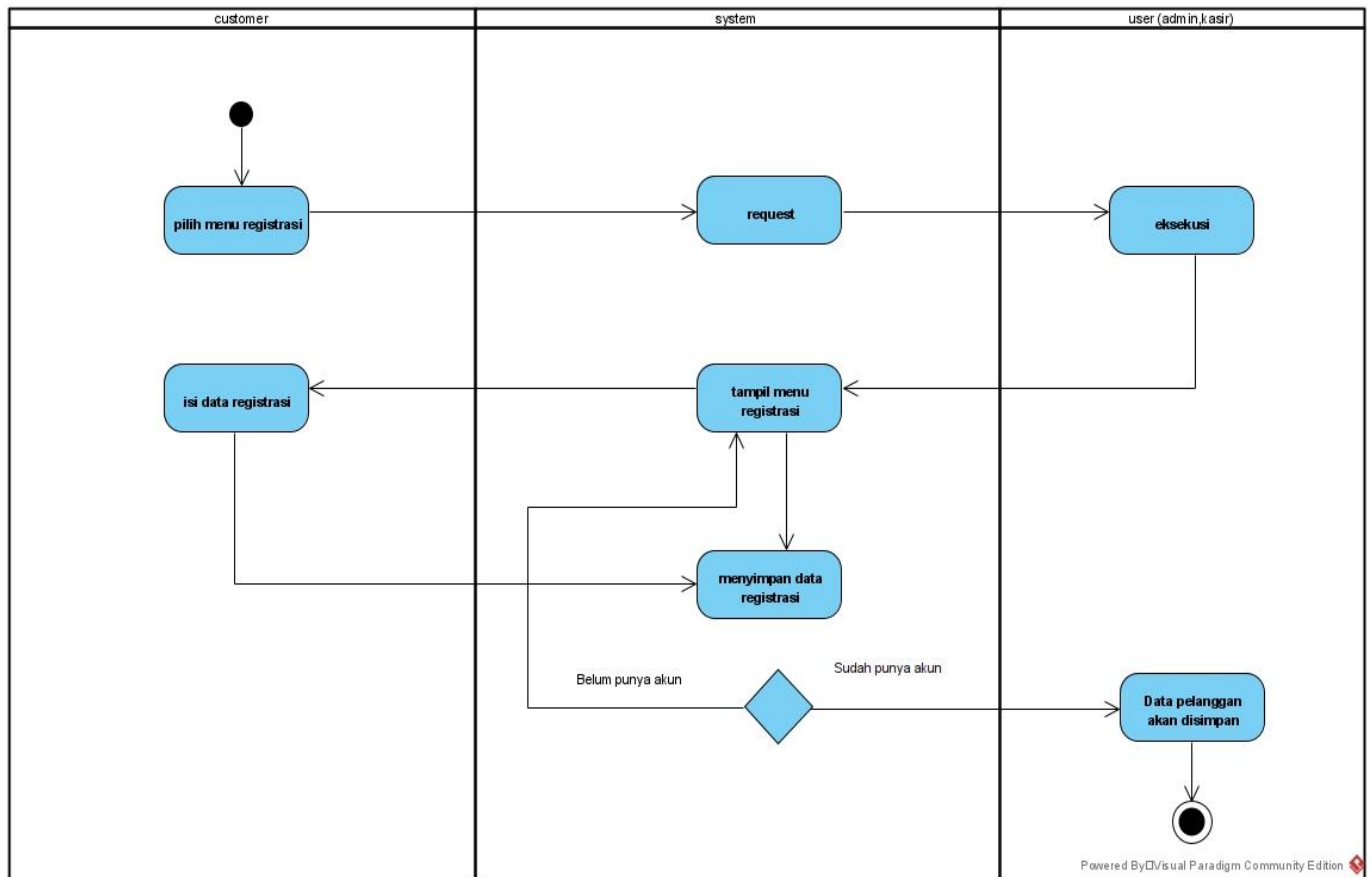 customer
system
user (admin,kasir)
pilih menu registrasi
request
eksekusi
isi data registrasi
tampil menu
registrasi
menyimpan data
registrasi
Belum punya akun
Sudah punya akun
Data pelanggan
akan disimpan
Powered By□Visual Paradigm Community Edition